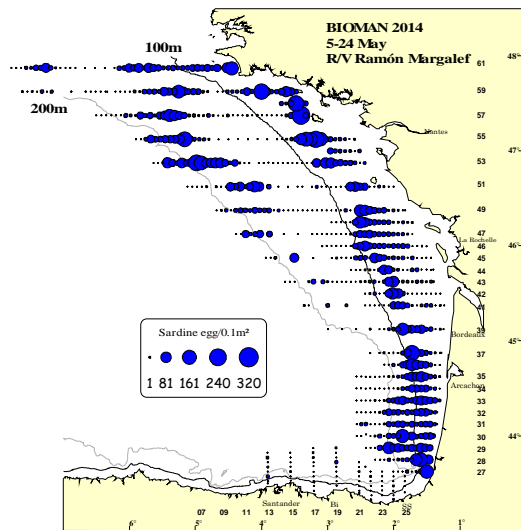 BIOMAN 2014
5-24 May
R/V Ramón Margalef
100m
200m
48°
47°
46°
45°
44°
61
59
57
55
53
51
49
47
46
45
44
43
42
41
39
37
36
35
34
33
32
31
30
29
28
27
Nantes
La Rochelle
Bordeaux
Arcachon
Sardine egg/0.1m²
1 81 161 240 320
Santander Bi SS
07 09 11 13 15 17 19 21 23 25
6° 5° 4° 3° 2° 1°